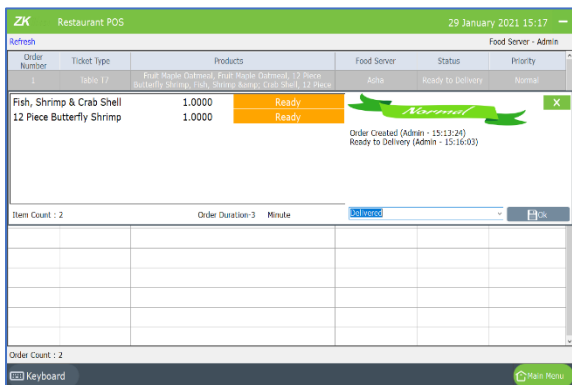 ZK Restaurant POS 29 January 2021 15:17
Refresh Food Server - Admin
Order Number Ticket Type Products Food Server Status Priority
1 Table 17 Fruit Maple Oatmeal, Fruit Maple Oatmeal, 12 Piece Asha Ready to Delivery Normal
Butterfly Shrimp, Fish, Shrimp &amp; Crab Shell, 12 Piece
Fish, Shrimp & Crab Shell 1.0000 Ready Normal X
12 Piece Butterfly Shrimp 1.0000 Ready
Order Created (Admin - 15:13:24)
Ready to Delivery (Admin - 15:16:03)
Item Count : 2 Order Duration-3 Minute Delivered Ok
Order Count : 2
Keyboard Main Menu